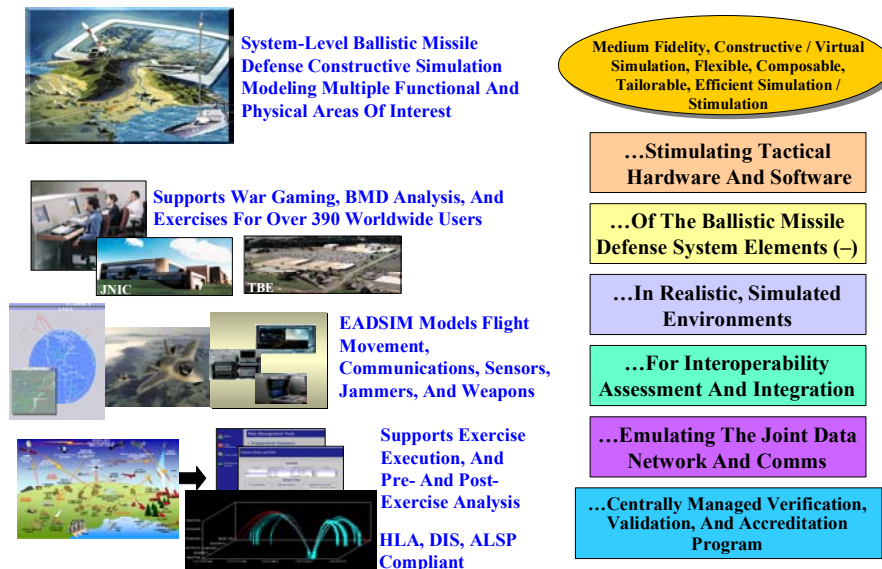 System-Level Ballistic Missile
Defense Constructive Simulation
Modeling Multiple Functional And
Physical Areas Of Interest
Supports War Gaming, BMD Analysis, And
Exercises For Over 390 Worldwide Users
JNIC
TBE
EADSIM Models Flight
Movement,
Communications, Sensors,
Jammers, And Weapons
Supports Exercise
Execution, And
Pre- And Post-
Exercise Analysis
HLA, DIS, ALSP
Compliant
Medium Fidelity, Constructive / Virtual
Simulation, Flexible, Composable,
Tailorable, Efficient Simulation /
Stimulation
…Stimulating Tactical
Hardware And Software
…Of The Ballistic Missile
Defense System Elements (–)
…In Realistic, Simulated
Environments
…For Interoperability
Assessment And Integration
…Emulating The Joint Data
Network And Comms
…Centrally Managed Verification,
Validation, And Accreditation
Program